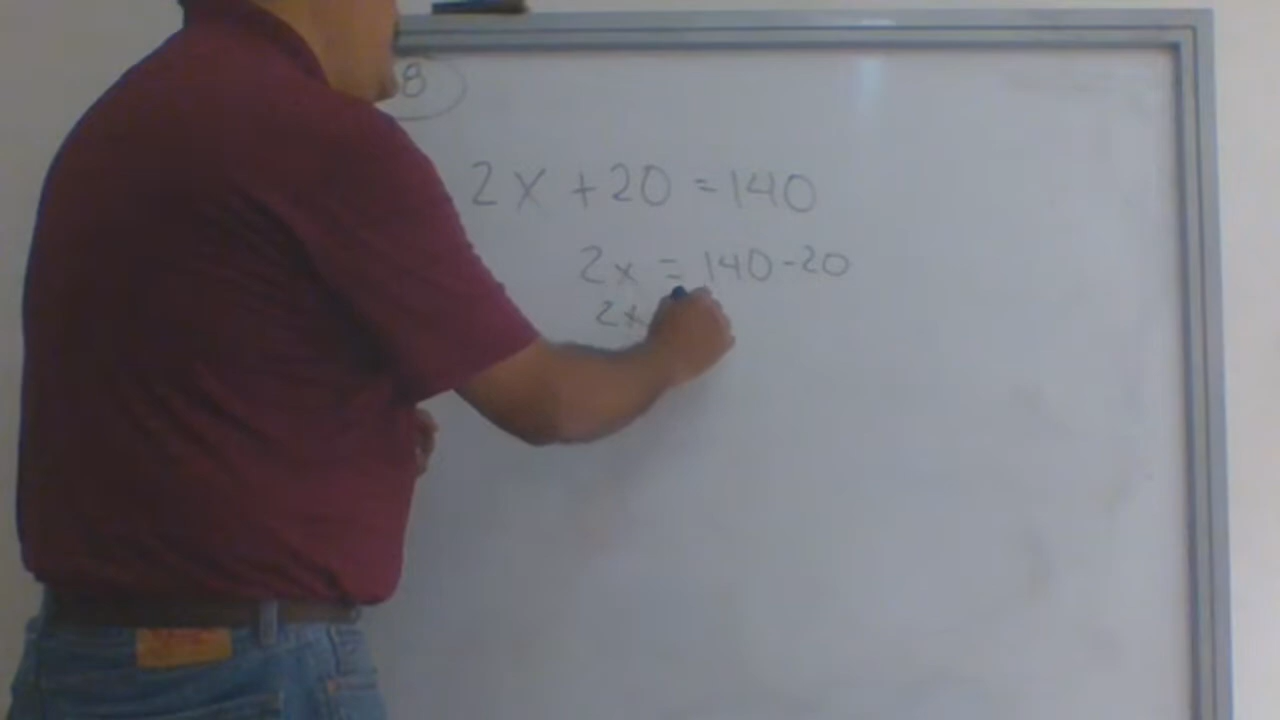 8
2x + 20 = 140
2x = 140 - 20
2x